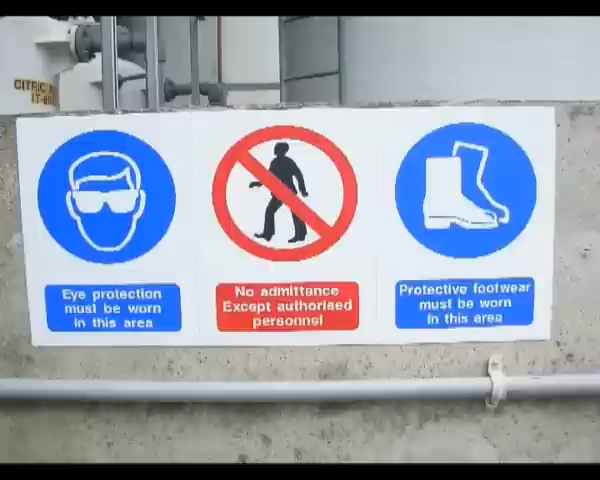 CITRIC
Eye protection
must be worn
in this area
No admittance
Except authorised
personnel
Protective footwear
must be worn
in this area